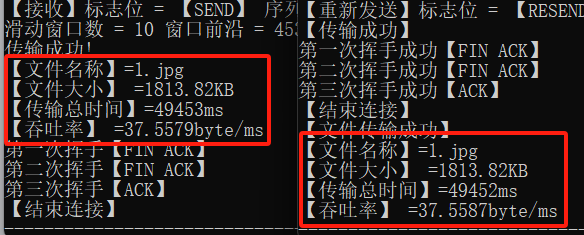 【接收】标志位 = 【SEND】 序列
滑动窗口数 = 10 窗口前沿 = 453
传输成功!
【文件名称】=1.jpg
【文件大小】 =1813.82KB
【传输总时间】=49453ms
【吞吐率】 =37.5579byte/ms
第一次挥手【FIN ACK】
第二次挥手【FIN ACK】
第三次挥手【ACK】
【结束连接】
【重新发送】标志位 = 【RESEND
【传输成功】
第一次挥手成功【FIN ACK】
第二次挥手成功【FIN ACK】
第三次挥手成功【ACK】
【结束连接】
【文件传输成功】
【文件名称】=1.jpg
【文件大小】 =1813.82KB
【传输总时间】=49452ms
【吞吐率】 =37.5587byte/ms